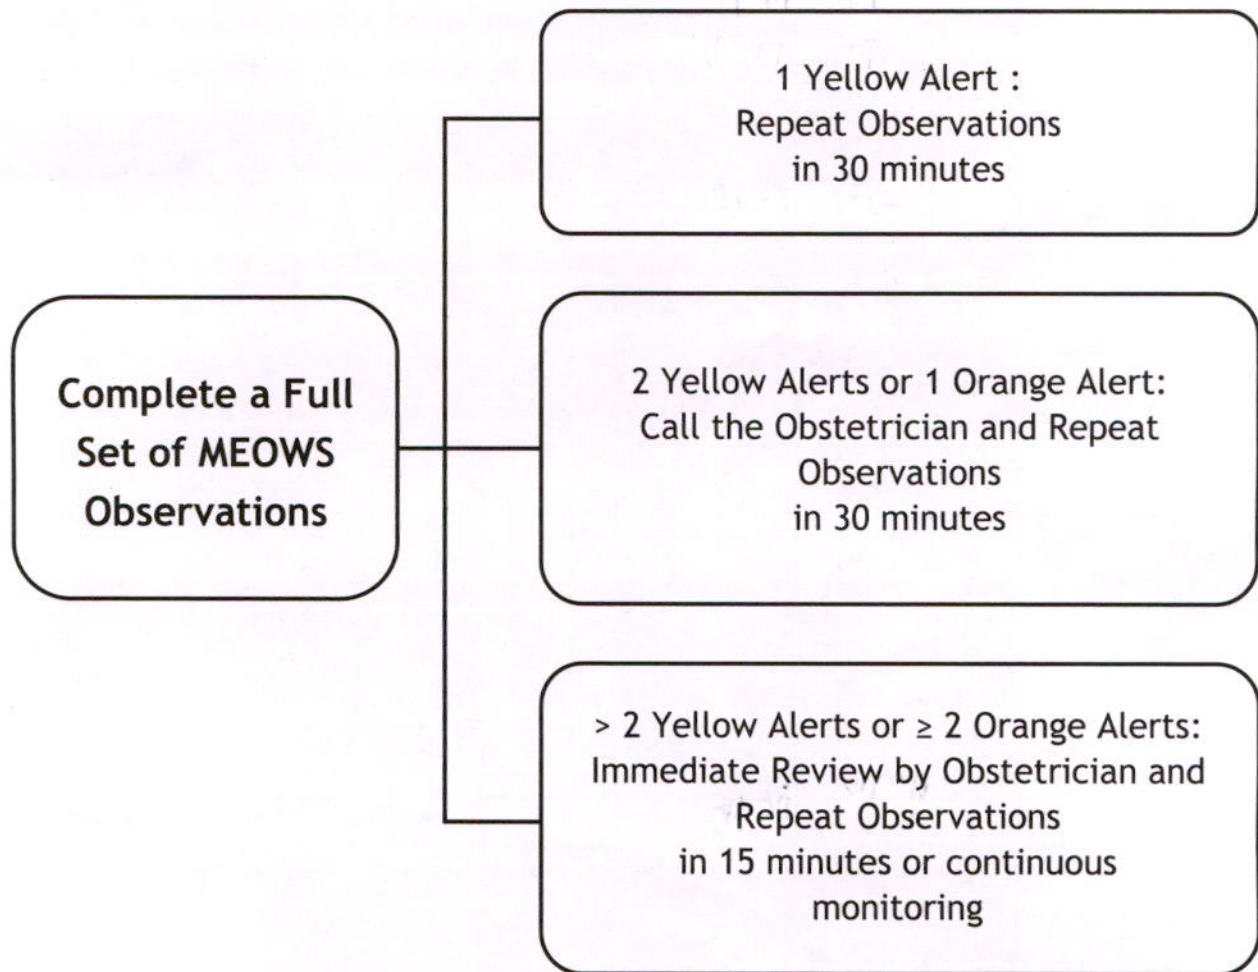 Complete a Full
Set of MEOWS
Observations
1 Yellow Alert :
Repeat Observations
in 30 minutes
2 Yellow Alerts or 1 Orange Alert:
Call the Obstetrician and Repeat
Observations
in 30 minutes
> 2 Yellow Alerts or ≥ 2 Orange Alerts:
Immediate Review by Obstetrician and
Repeat Observations
in 15 minutes or continuous
monitoring